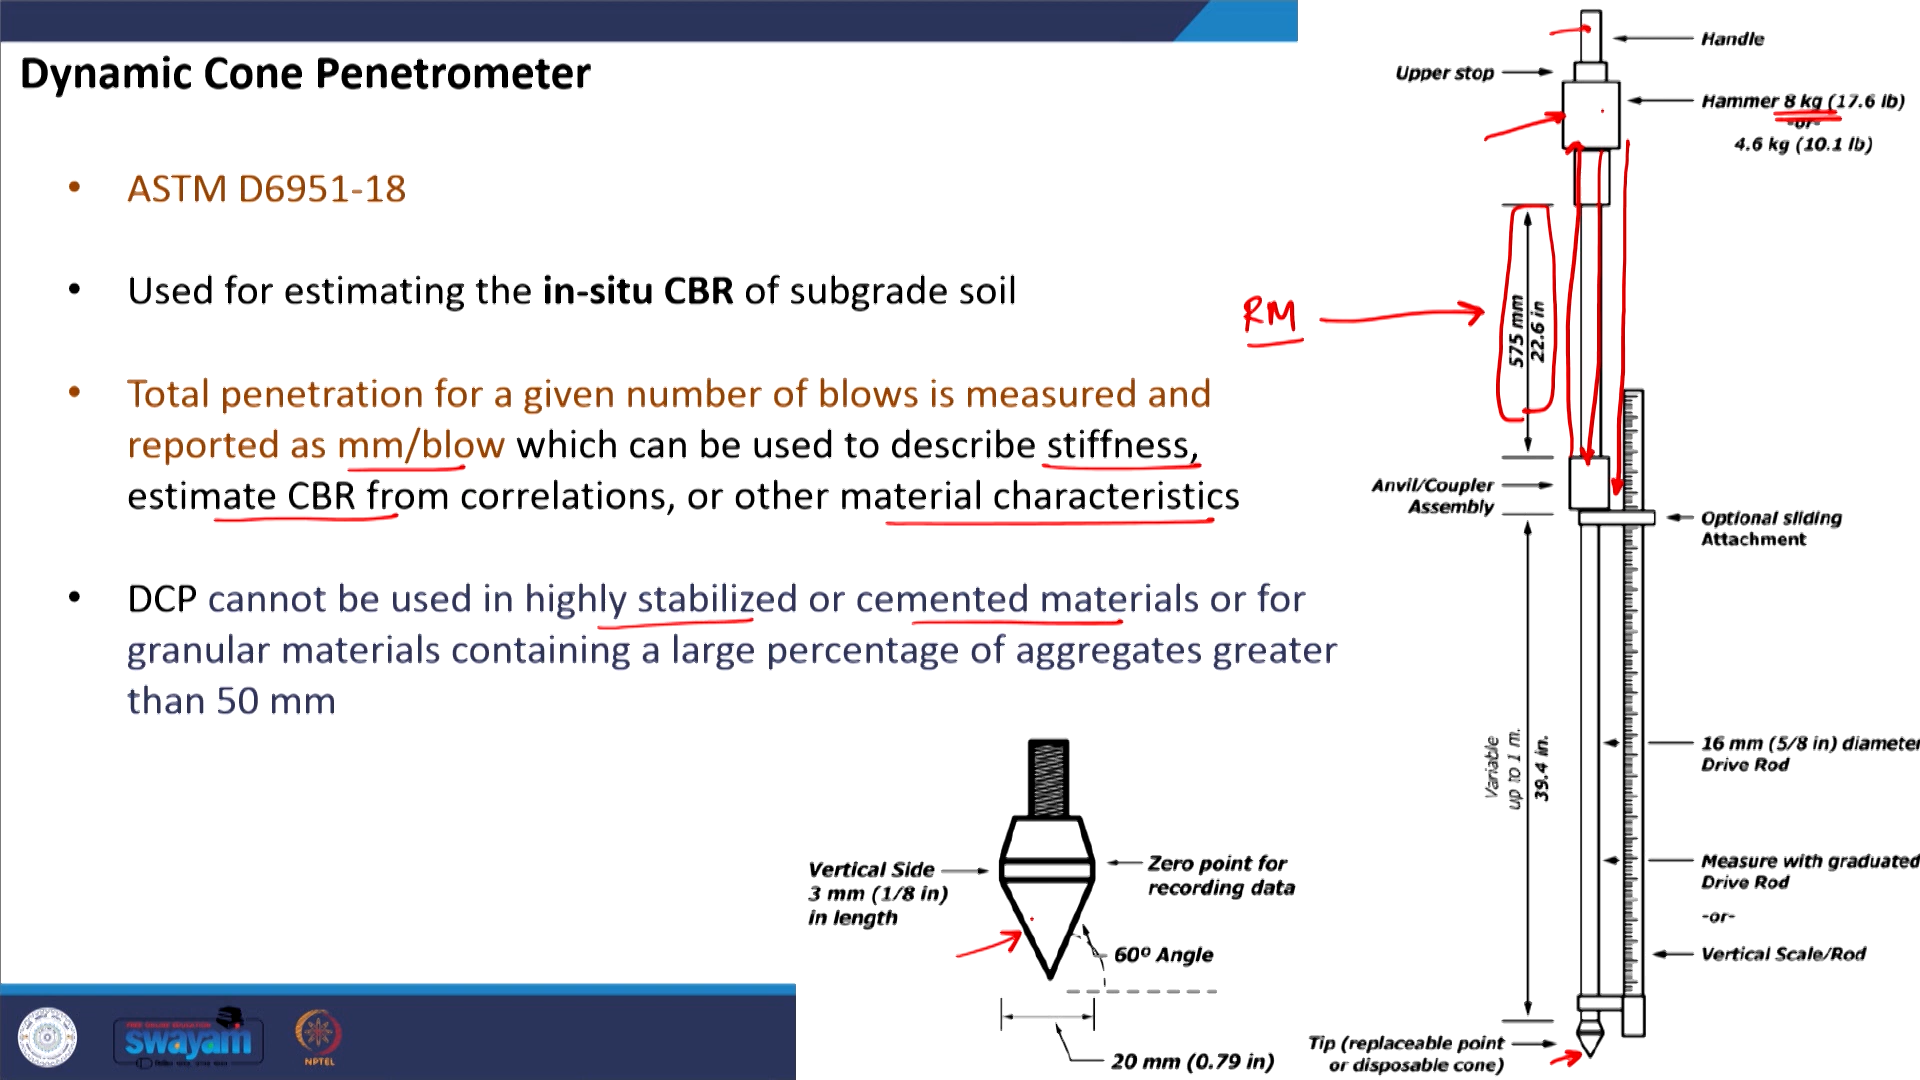 Dynamic Cone Penetrometer
• ASTM D6951-18
• Used for estimating the in-situ CBR of subgrade soil
• Total penetration for a given number of blows is measured and
reported as mm/blow which can be used to describe stiffness,
estimate CBR from correlations, or other material characteristics
• DCP cannot be used in highly stabilized or cemented materials or for
granular materials containing a large percentage of aggregates greater
than 50 mm
Handle
Upper stop
Hammer 8 kg (17.6 lb)
-or-
4.6 kg (10.1 lb)
RM
575 mm
22.6 in
Anvil/Coupler
Assembly
Optional sliding
Attachment
Variable
up to 1 m.
39.4 in.
16 mm (5/8 in) diameter
Drive Rod
Measure with graduated
Drive Rod
-or-
Vertical Scale/Rod
Tip (replaceable point
or disposable cone)
Vertical Side
3 mm (1/8 in)
in length
Zero point for
recording data
60º Angle
20 mm (0.79 in)
FREE ONLINE EDUCATION
swayam
NPTEL